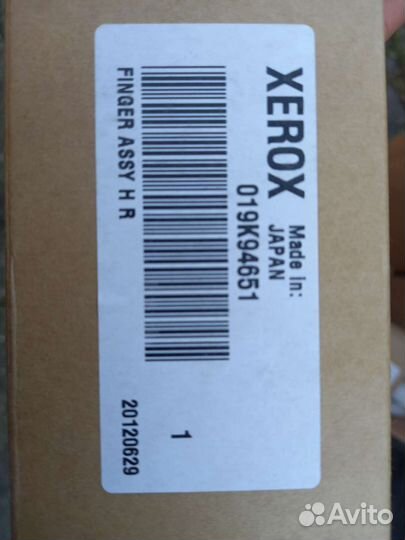 XEROX
Made in:
JAPAN
019K94651
FINGER ASSY H R
1
20120629
Avito